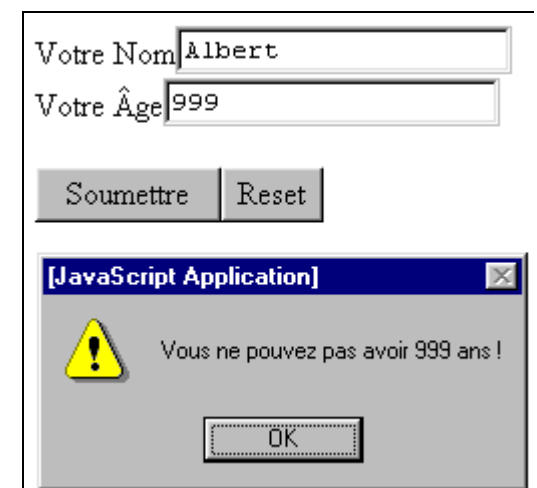 Votre Nom Albert
Votre Âge 999
Soumettre Reset
[JavaScript Application]
Vous ne pouvez pas avoir 999 ans !
OK